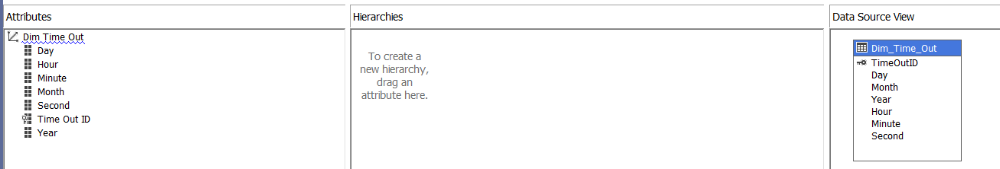 Attributes
Dim Time Out
Day
Hour
Minute
Month
Second
Time Out ID
Year
Hierarchies
To create a
new hierarchy,
drag an
attribute here.
Data Source View
Dim_Time_Out
TimeOutID
Day
Month
Year
Hour
Minute
Second